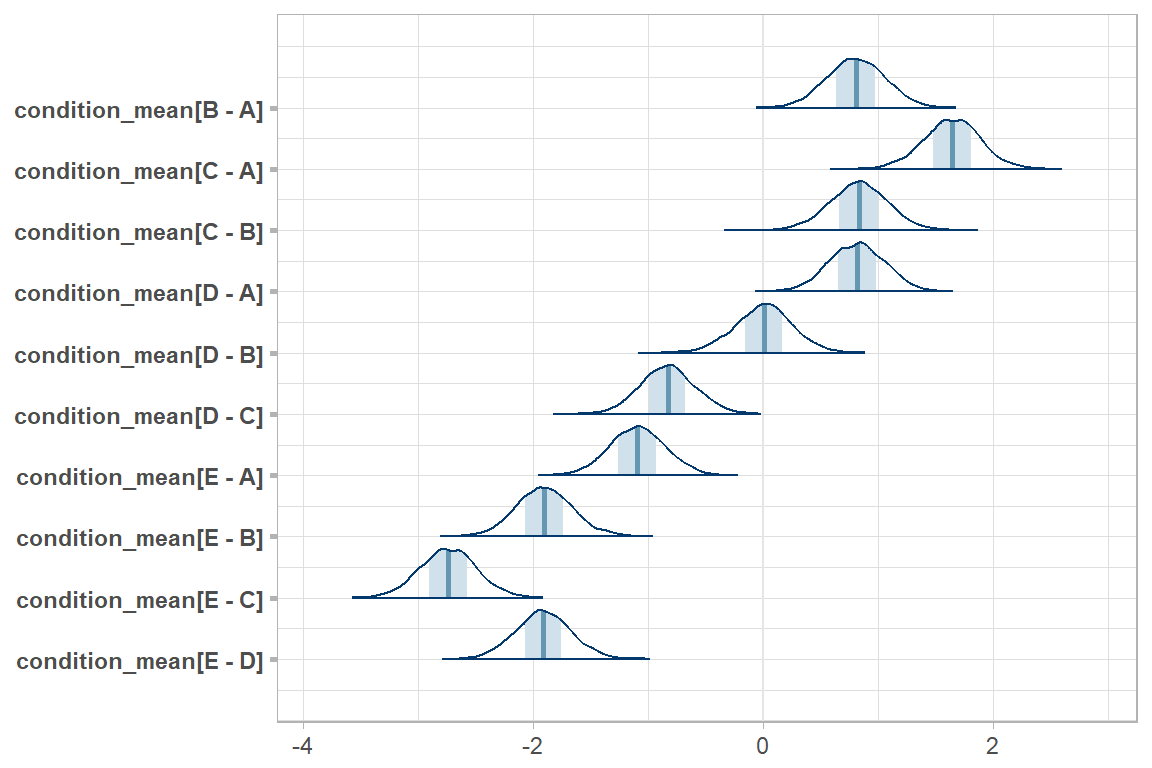 condition_mean[B - A]
condition_mean[C - A]
condition_mean[C - B]
condition_mean[D - A]
condition_mean[D - B]
condition_mean[D - C]
condition_mean[E - A]
condition_mean[E - B]
condition_mean[E - C]
condition_mean[E - D]
-4 -2 0 2